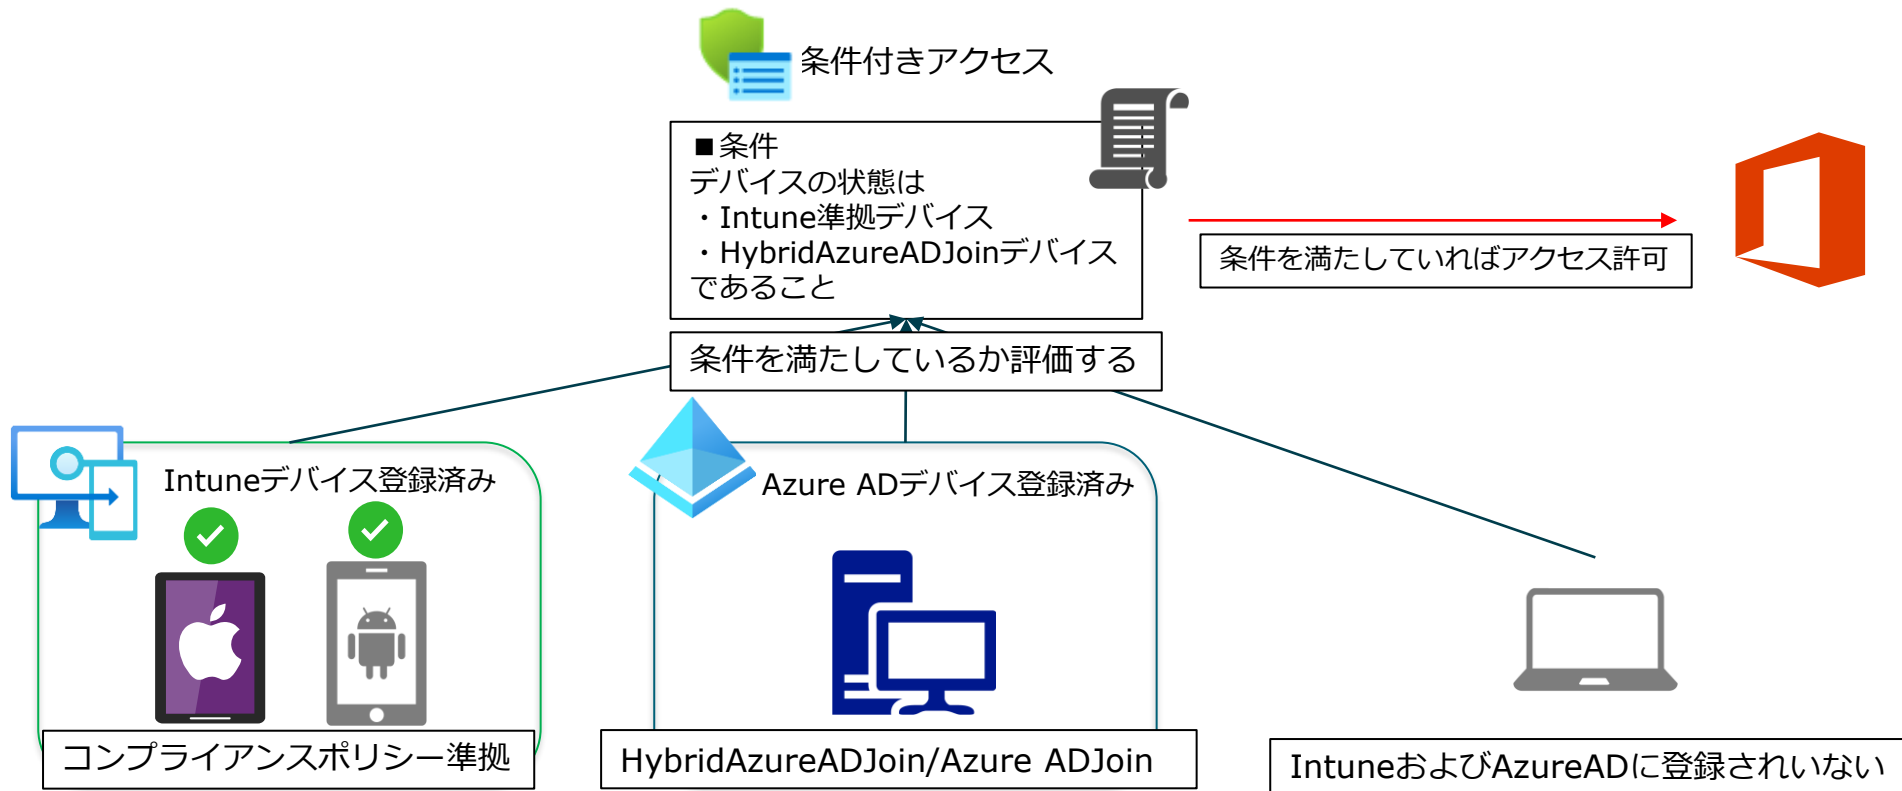 条件付きアクセス
■条件
デバイスの状態は
・Intune準拠デバイス
・HybridAzureADJoinデバイス
であること
条件を満たしていればアクセス許可
条件を満たしているか評価する
Intuneデバイス登録済み
Azure ADデバイス登録済み
コンプライアンスポリシー準拠
HybridAzureADJoin/Azure ADJoin
IntuneおよびAzureADに登録されいない